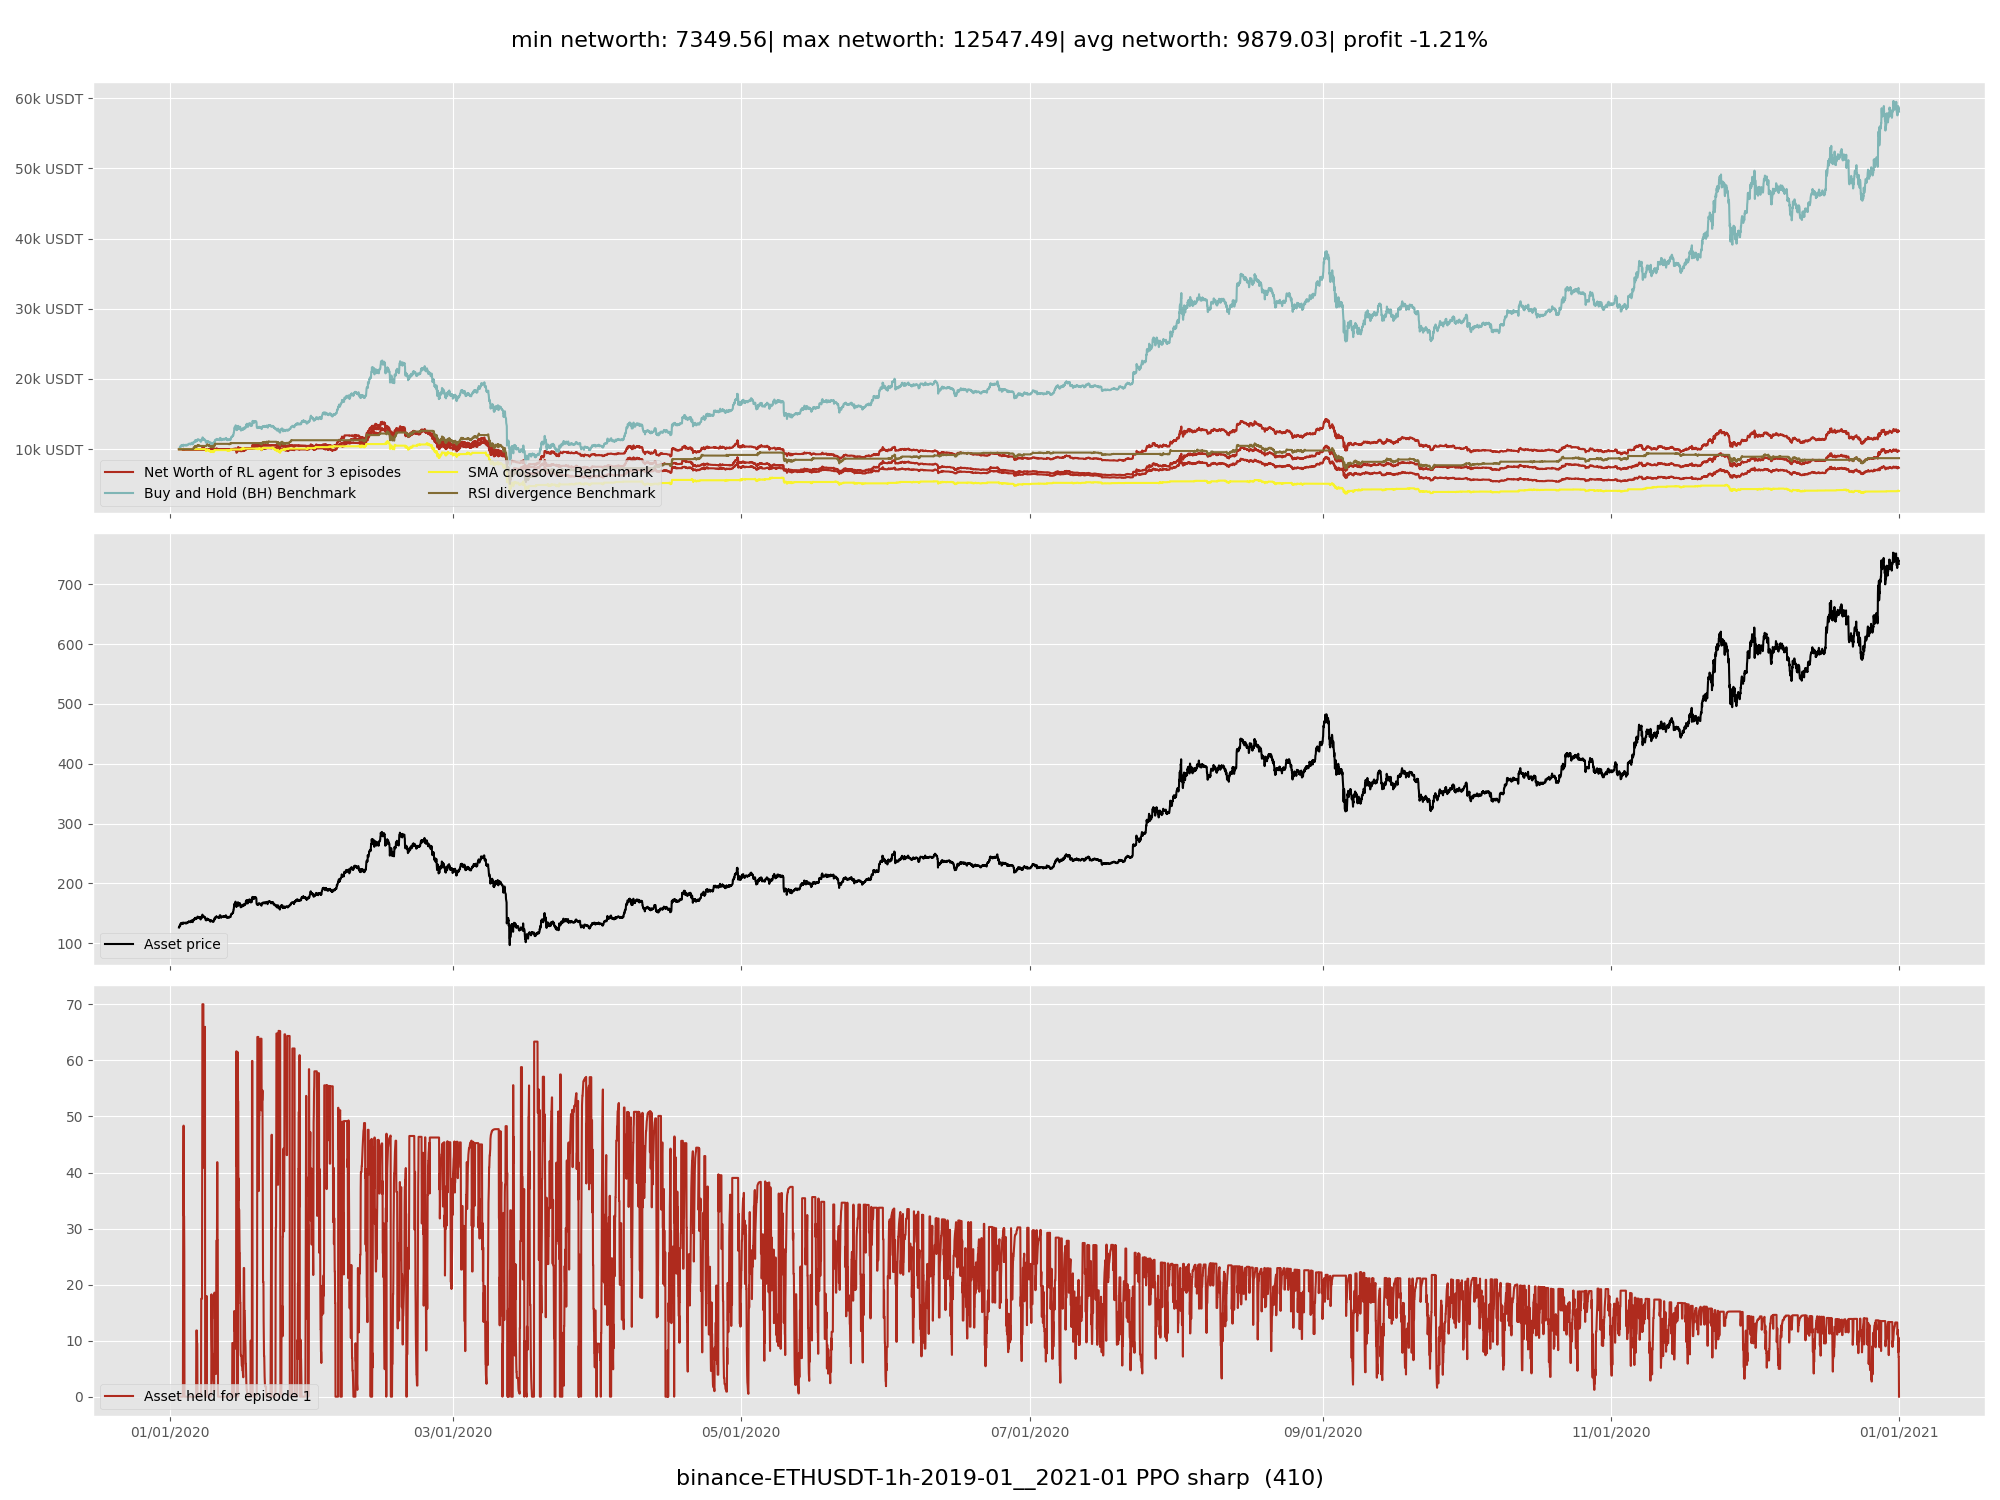 min networth: 7349.56| max networth: 12547.49| avg networth: 9879.03| profit -1.21%
60k USDT
50k USDT
40k USDT
30k USDT
20k USDT
10k USDT
Net Worth of RL agent for 3 episodes
Buy and Hold (BH) Benchmark
SMA crossover Benchmark
RSI divergence Benchmark
700
600
500
400
300
200
100
Asset price
70
60
50
40
30
20
10
0
Asset held for episode 1
01/01/2020 03/01/2020 05/01/2020 07/01/2020 09/01/2020 11/01/2020 01/01/2021
binance-ETHUSDT-1h-2019-01__2021-01 PPO sharp (410)